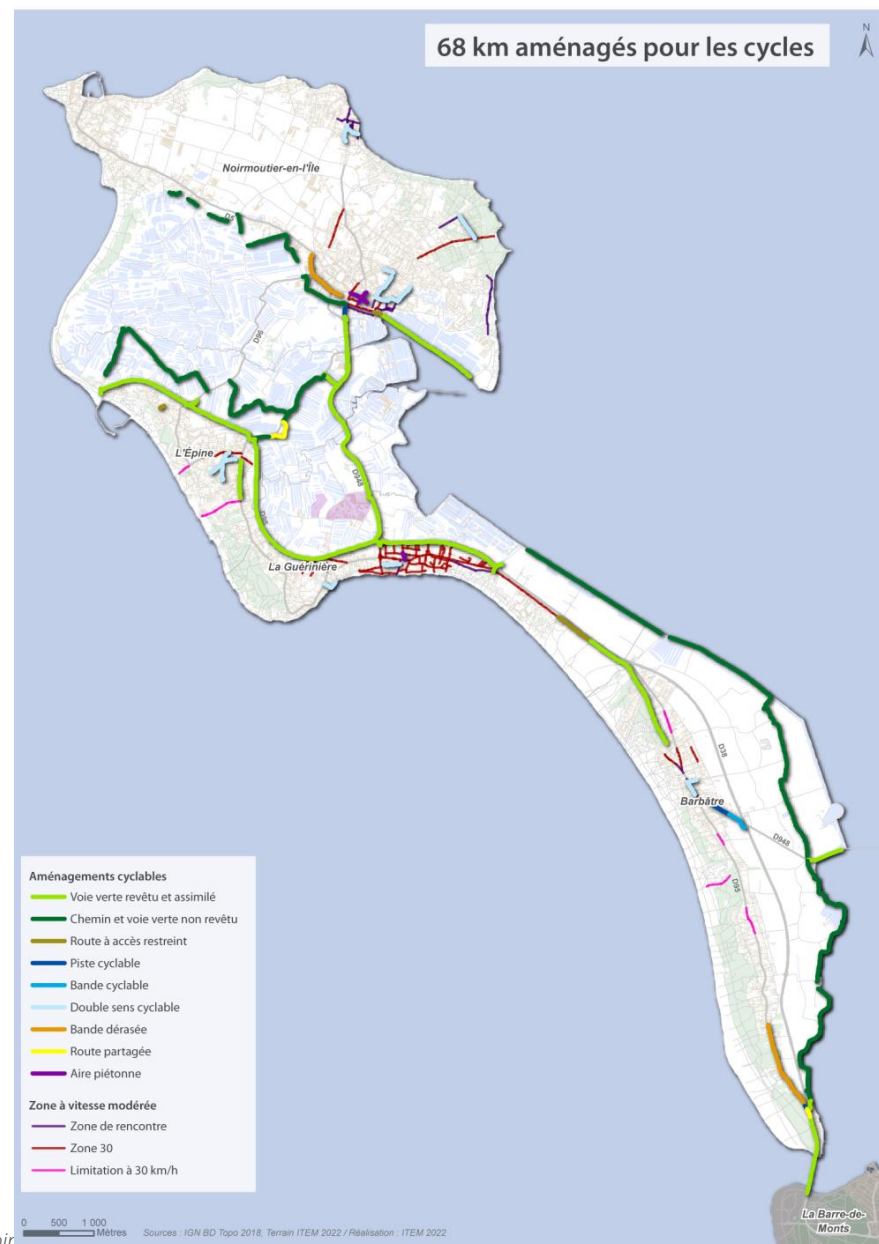 68 km aménagés pour les cycles
N
Noirmoutier-en-l'Île
D5
D96
L'Épine
D948
D95
La Guérinière
D38
Barbâtre
D948
D95
Aménagements cyclables
Voie verte revêtu et assimilé
Chemin et voie verte non revêtu
Route à accès restreint
Piste cyclable
Bande cyclable
Double sens cyclable
Bande dérasée
Route partagée
Aire piétonne
Zone à vitesse modérée
Zone de rencontre
Zone 30
Limitation à 30 km/h
La Barre-de-
Monts
0 500 1 000
Mètres
Sources : IGN BD Topo 2018, Terrain ITEM 2022 / Réalisation : ITEM 2022